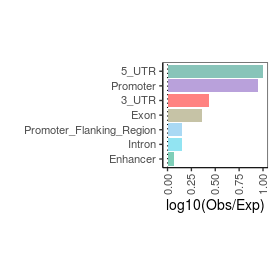 5_UTR
Promoter
3_UTR
Exon
Promoter_Flanking_Region
Intron
Enhancer
0.00
0.25
0.50
0.75
1.00
log10(Obs/Exp)